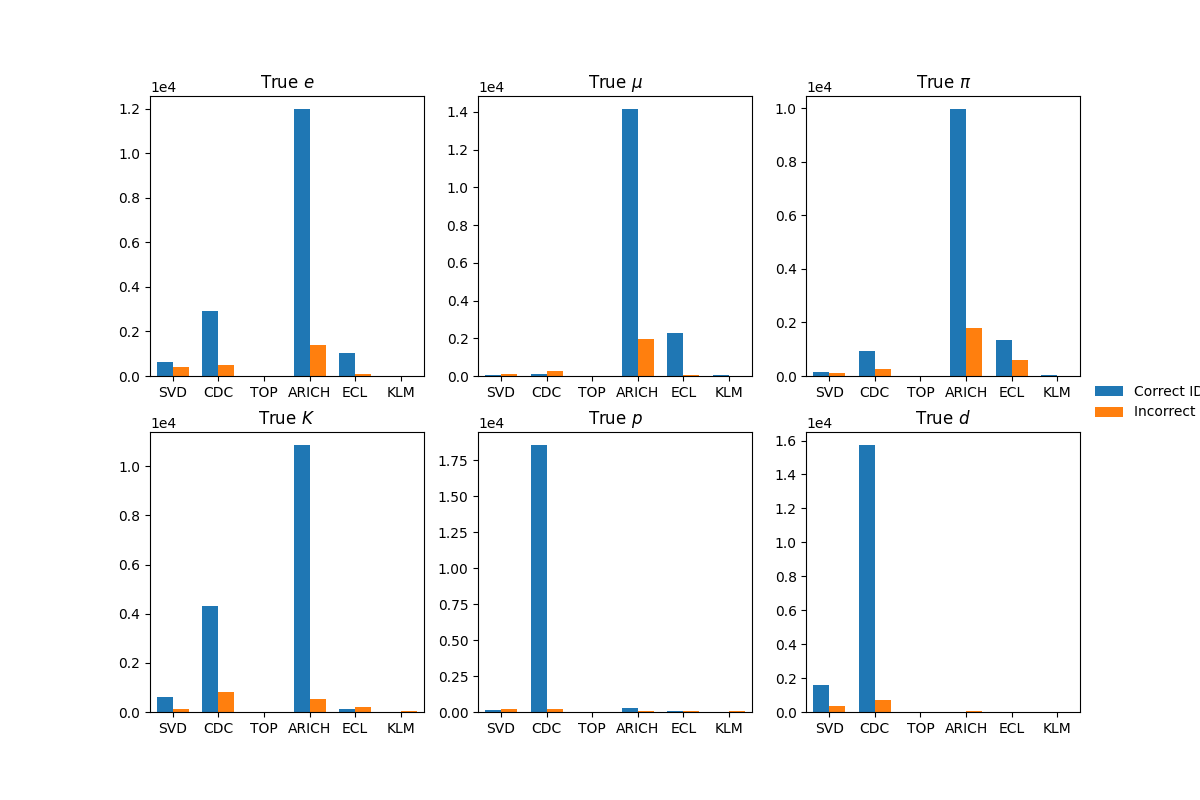 True e
True μ
True π
1e4
1e4
1e4
1.2
1.0
0.8
0.6
0.4
0.2
0.0
14.
1.4
1.2
1.0
0.8
0.6
0.4
0.2
0.0
1.0
0.8
0.6
0.4
0.2
0.0
SVD CDC TOP ARICH ECL KLM
SVD CDC TOP ARICH ECL KLM
SVD CDC TOP ARICH ECL KLM
Correct ID
Incorrect
True K
True p
True d
1e4
1e4
1e4
1.0
0.8
0.6
0.4
0.2
0.0
1.75
1.50
1.25
1.00
0.75
0.50
0.25
0.00
1.6
1.4
1.2
1.0
0.8
0.6
0.4
0.2
0.0
SVD CDC TOP ARICH ECL KLM
SVD CDC TOP ARICH ECL KLM
SVD CDC TOP ARICH ECL KLM